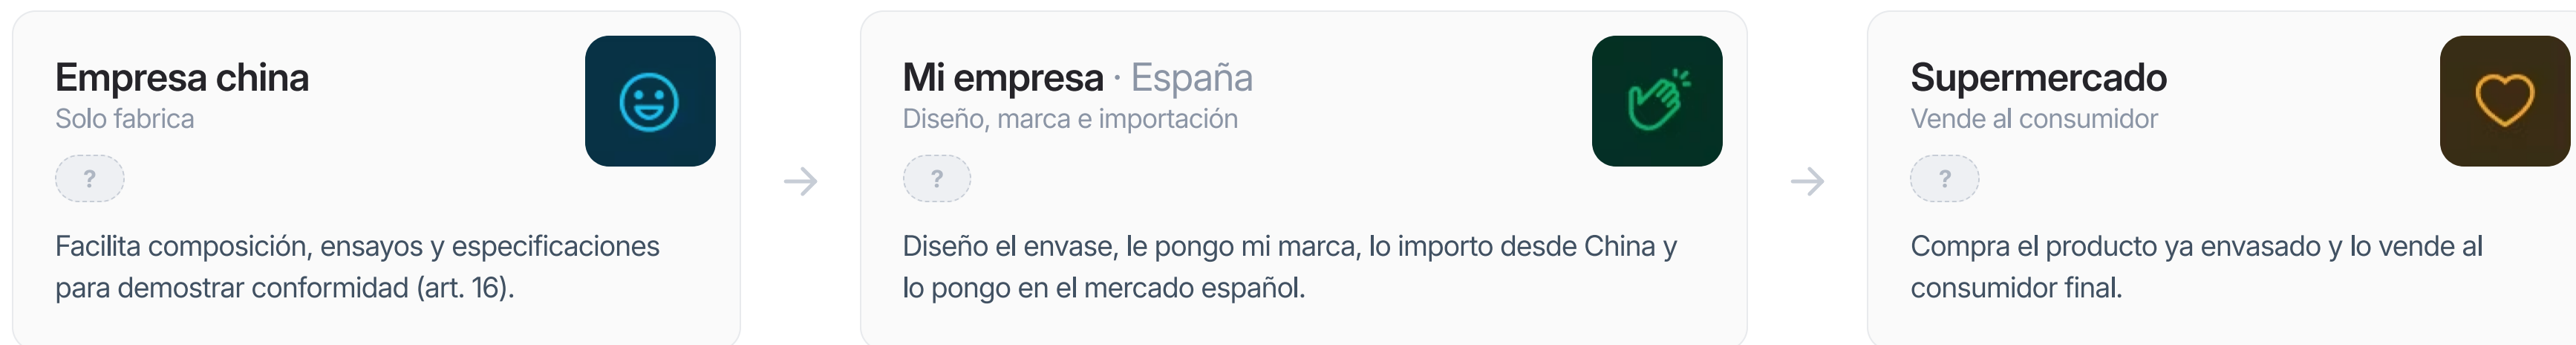 Empresa china
Solo fabrica
?
Facilita composición, ensayos y especificaciones
para demostrar conformidad (art. 16).
Mi empresa · España
Diseño, marca e importación
?
Diseño el envase, le pongo mi marca, lo importo desde China y
lo pongo en el mercado español.
Supermercado
Vende al consumidor
?
Compra el producto ya envasado y lo vende al
consumidor final.